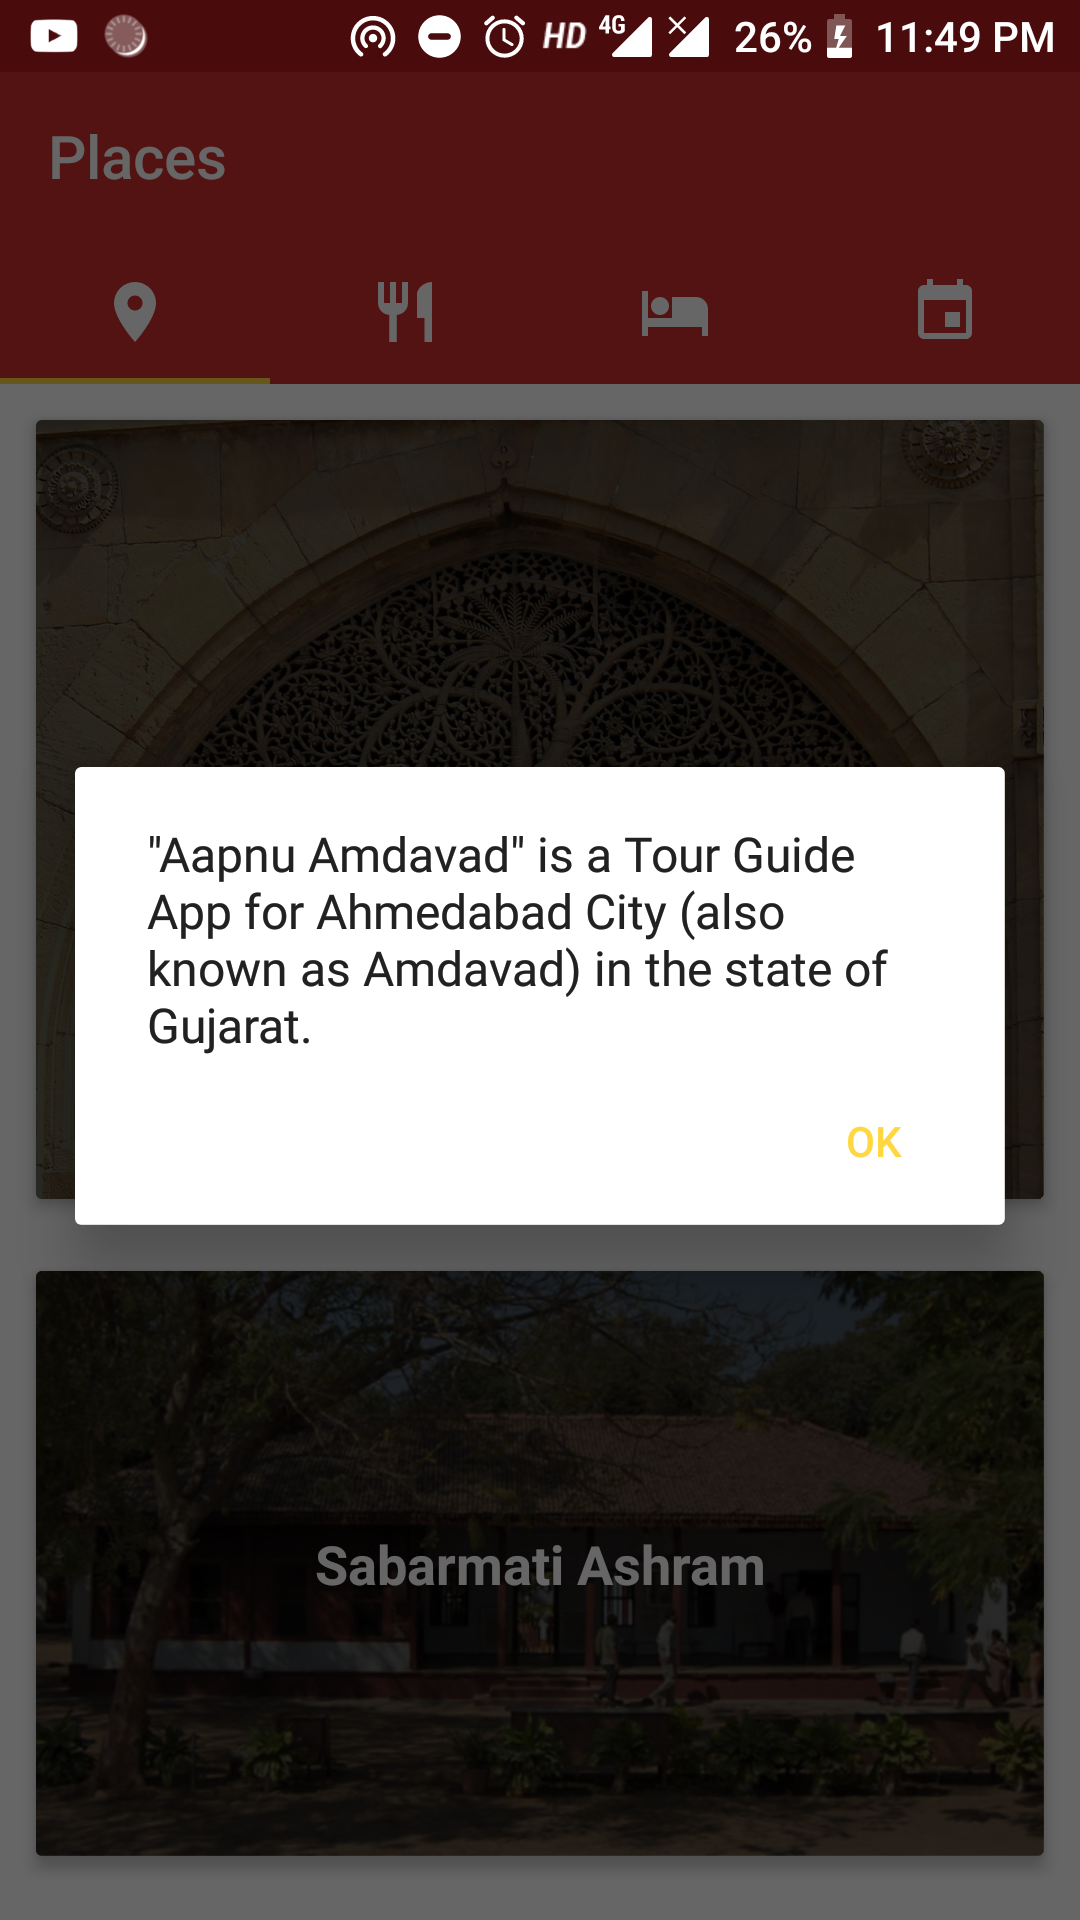 HD 4G 26% 11:49 PM
Places
"Aapnu Amdavad" is a Tour Guide
App for Ahmedabad City (also
known as Amdavad) in the state of
Gujarat.
OK
Sabarmati Ashram